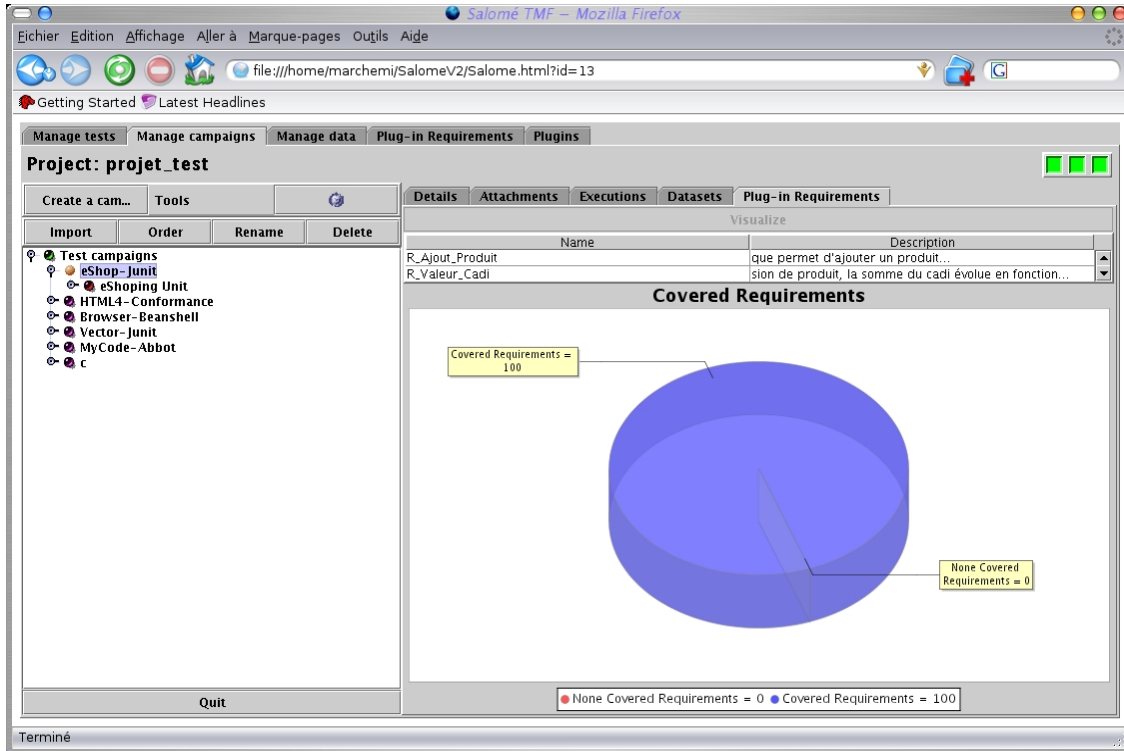 Salomé TMF – Mozilla Firefox
Eichier Edition Affichage Aller à Marque-pages Outils Aide
file:///home/marchemi/SalomeV2/Salome.html?id=13
G
Getting Started Latest Headlines
Manage tests Manage campaigns Manage data Plug-in Requirements Plugins
Project: projet_test
Create a cam... Tools
Import Order Rename Delete
Test campaigns
eShop-Junit
eShoping Unit
HTML4-Conformance
Browser-Beanshell
Vector-Junit
MyCode-Abbot
c
Quit
Details Attachments Executions Datasets Plug-in Requirements
Visualize
Name Description
R_Ajout_Produit que permet d'ajouter un produit...
R_Valeur_Cadi sion de produit, la somme du cadi évolue en fonction...
Covered Requirements
Covered Requirements =
100
None Covered
Requirements = 0
None Covered Requirements = 0 Covered Requirements = 100
Terminé